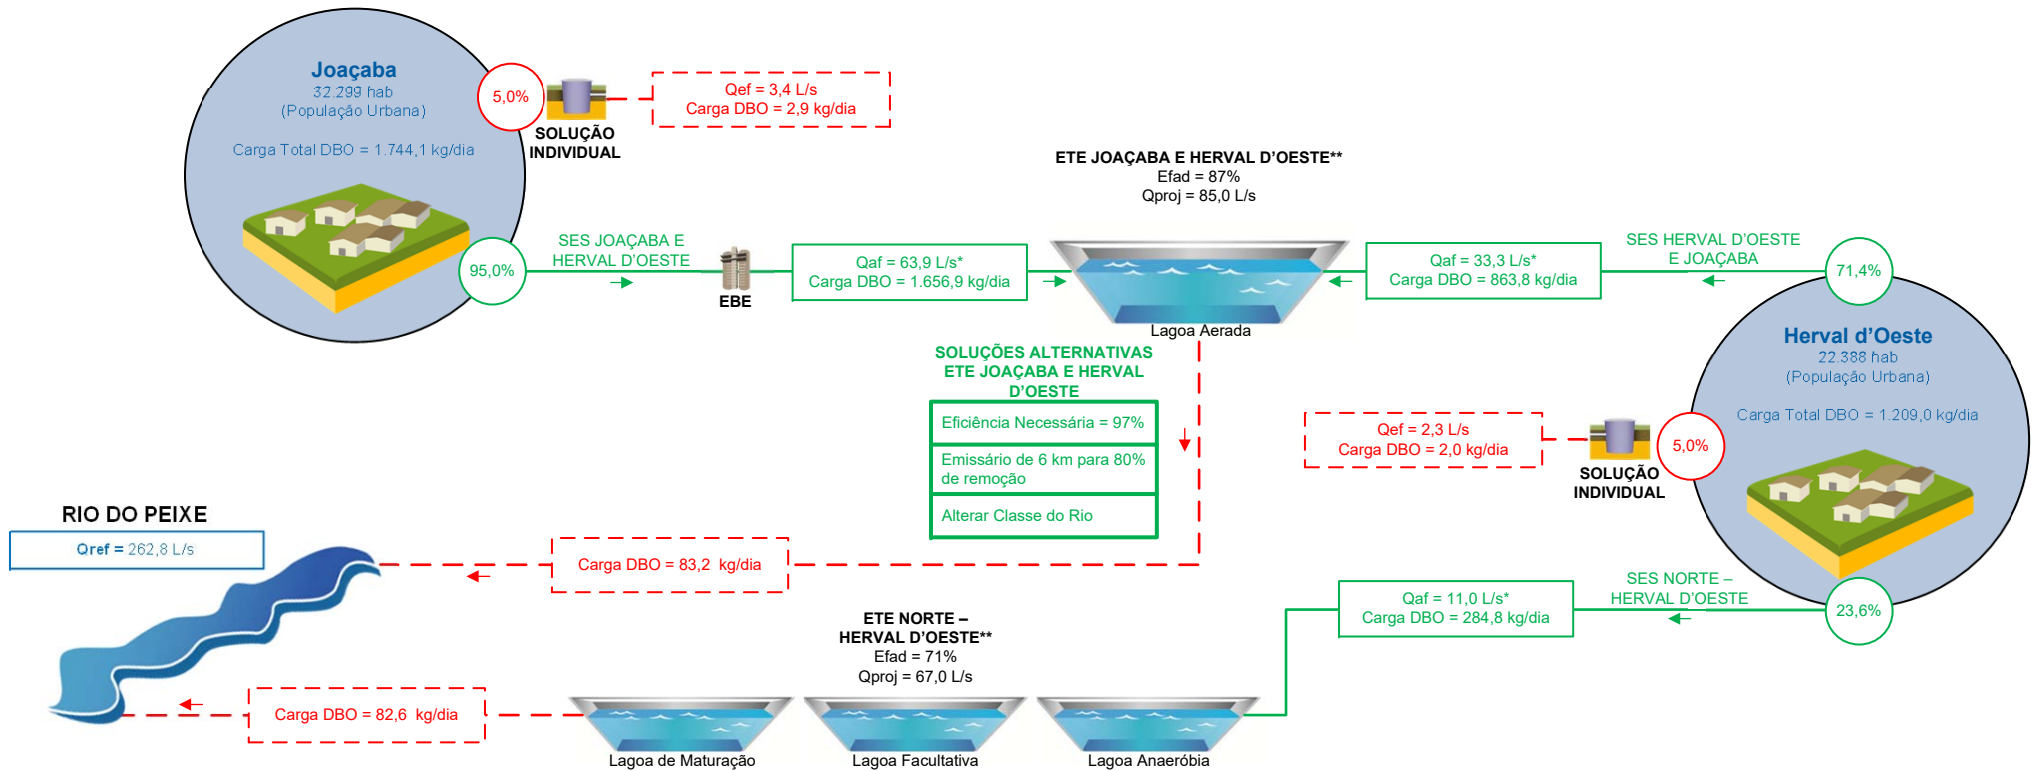 Joaçaba
32.299 hab
(População Urbana)
Carga Total DBO = 1.744,1 kg/dia
5,0%
SOLUÇÃO
INDIVIDUAL
Qef = 3,4 L/s
Carga DBO = 2,9 kg/dia
95,0%
SES JOAÇABA E
HERVAL D'OESTE
EBE
Qaf = 63,9 L/s*
Carga DBO = 1.656,9 kg/dia
ETE JOAÇABA E HERVAL D'OESTE**
Efad = 87%
Qproj = 85,0 L/s
Lagoa Aerada
Qaf = 33,3 L/s*
Carga DBO = 863,8 kg/dia
SES HERVAL D'OESTE
E JOAÇABA
71,4%
Herval d'Oeste
22.388 hab
(População Urbana)
Carga Total DBO = 1.209,0 kg/dia
Qef = 2,3 L/s
Carga DBO = 2,0 kg/dia
SOLUÇÃO
INDIVIDUAL
5,0%
SOLUÇÕES ALTERNATIVAS
ETE JOAÇABA E HERVAL
D'OESTE
Eficiência Necessária = 97%
Emissário de 6 km para 80%
de remoção
Alterar Classe do Rio
RIO DO PEIXE
Qref = 262,8 L/s
Carga DBO = 83,2 kg/dia
SES NORTE –
HERVAL D'OESTE
23,6%
Qaf = 11,0 L/s*
Carga DBO = 284,8 kg/dia
ETE NORTE –
HERVAL D'OESTE**
Efad = 71%
Qproj = 67,0 L/s
Carga DBO = 82,6 kg/dia
Lagoa de Maturação
Lagoa Facultativa
Lagoa Anaeróbia